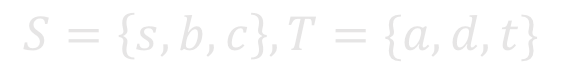 S = {s, b, c}, T = {a, d, t}